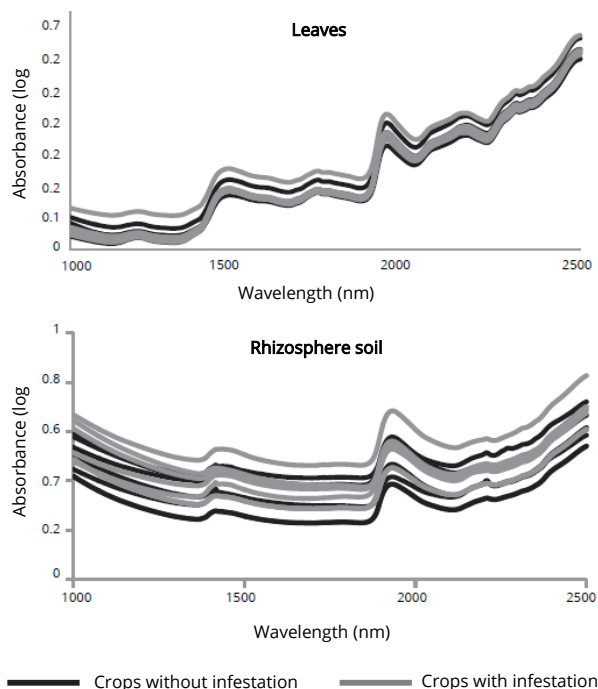 Leaves
0.7
0.2
0.2
0.2
0.2
0.2
0.1
0
Absorbance (log
1000 1500 2000 2500
Wavelength (nm)
Rhizosphere soil
1
0.8
0.6
0.7
0.2
0
Absorbance (log
1000 1500 2000 2500
Wavelength (nm)
Crops without infestation Crops with infestation